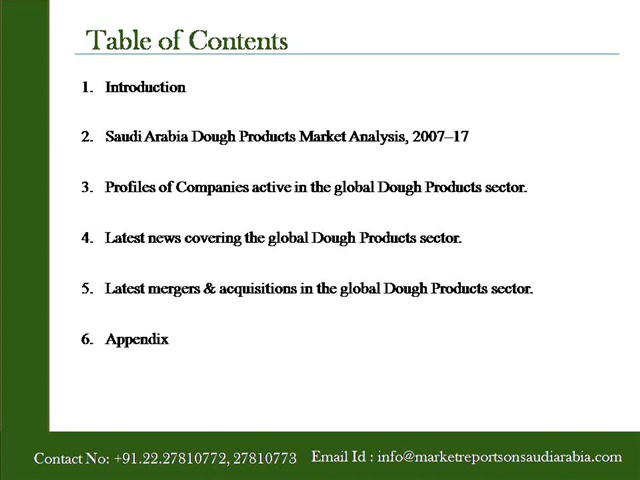 Table of Contents
1. Introduction
2. Saudi Arabia Dough Products Market Analysis, 2007–17
3. Profiles of Companies active in the global Dough Products sector.
4. Latest news covering the global Dough Products sector.
5. Latest mergers & acquisitions in the global Dough Products sector.
6. Appendix
Contact No: +91.22.27810772, 27810773 Email Id : info@marketreportsonsaudiarabia.com